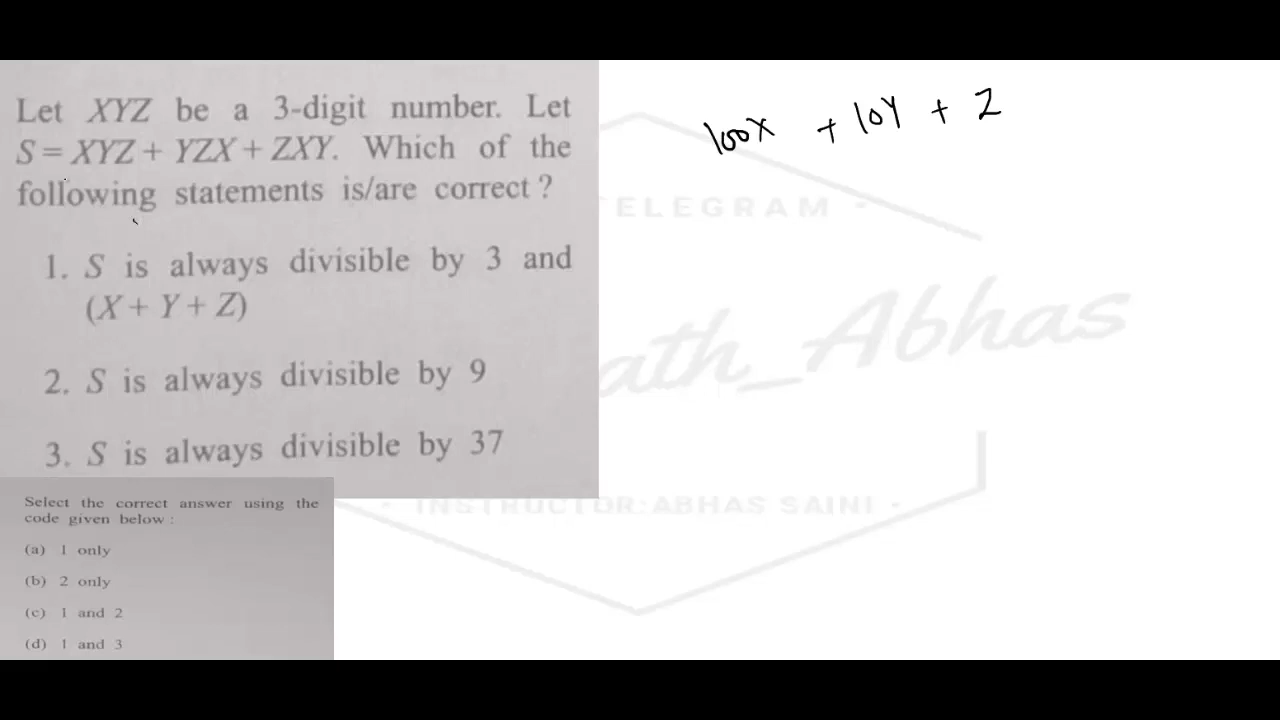 Let XYZ be a 3-digit number. Let
S = XYZ + YZX + ZXY. Which of the
following statements is/are correct ?
1. S is always divisible by 3 and
(X + Y + Z)
2. S is always divisible by 9
3. S is always divisible by 37
Select the correct answer using the
code given below :
(a) 1 only
(b) 2 only
(c) 1 and 2
(d) 1 and 3
100X + 10Y + Z
TELEGRAM -
ath_Abhas
- INSTRUCTOR:ABHAS SAINI -